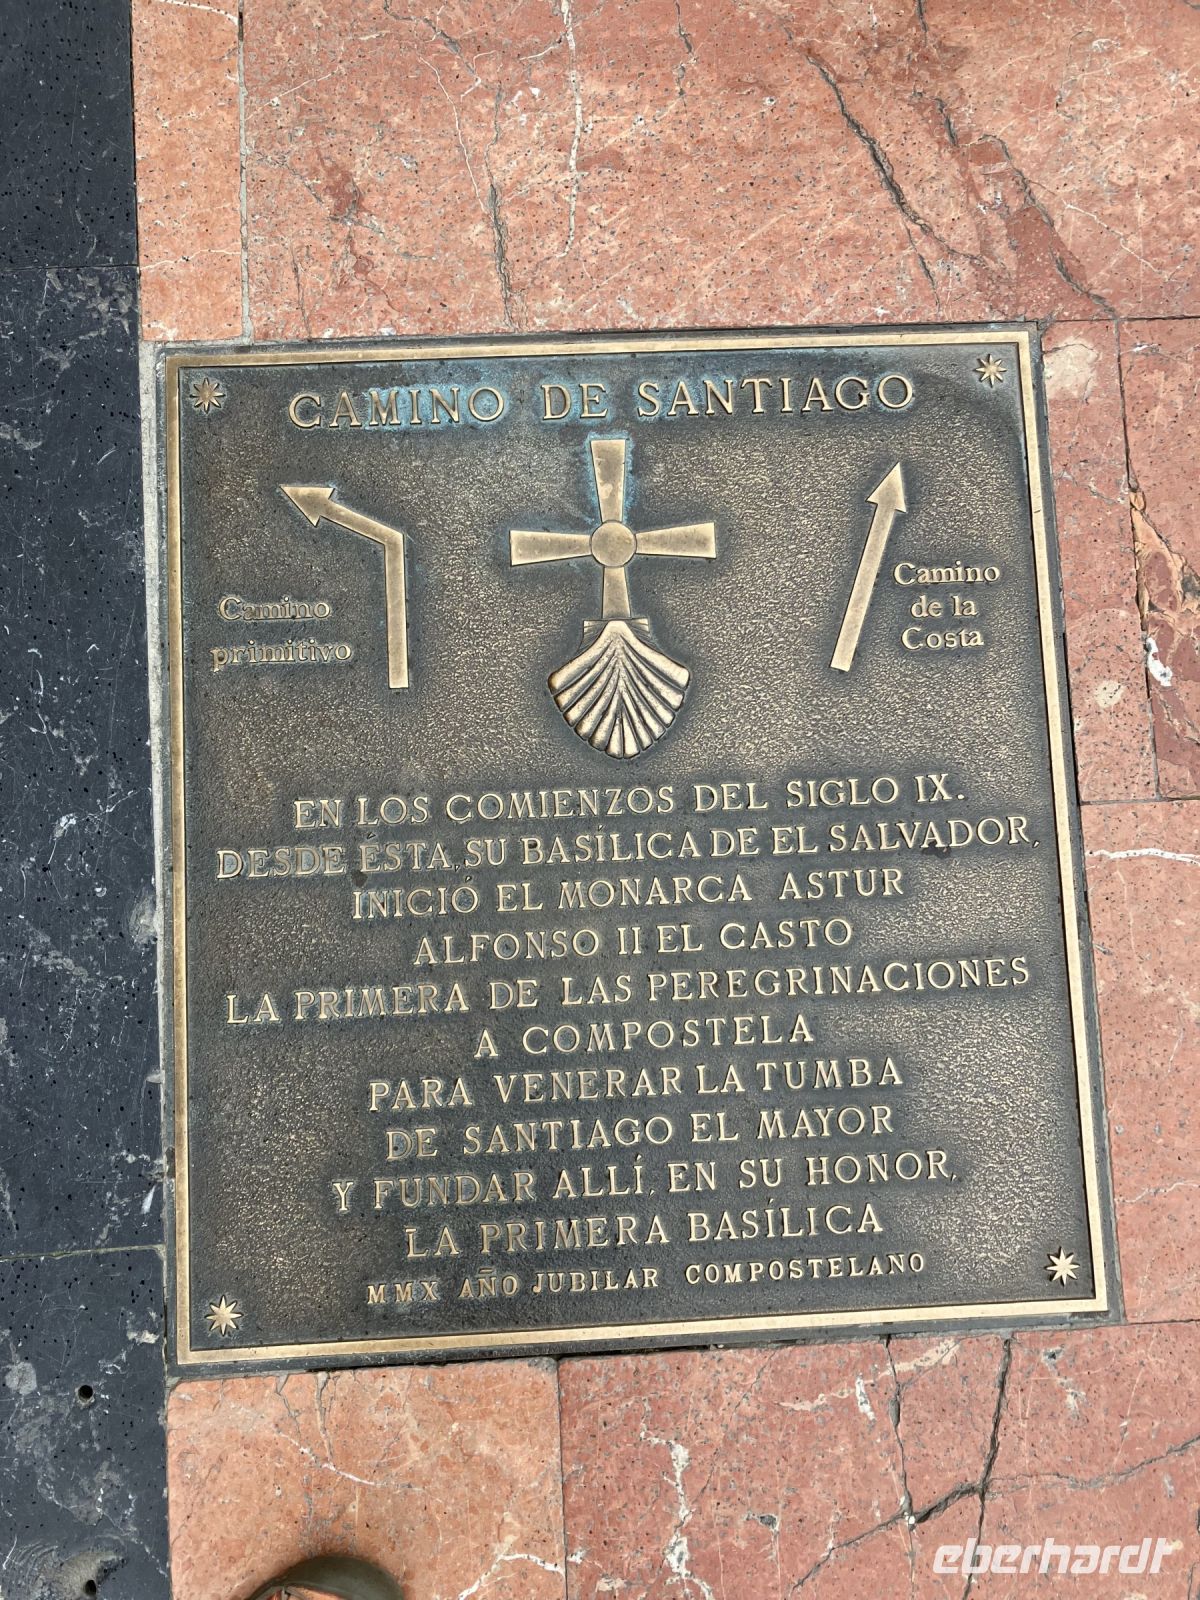 CAMINO DE SANTIAGO
Camino
primitivo
Camino
de la
Costa
EN LOS COMIENZOS DEL SIGLO IX.
DESDE ÉSTA, SU BASÍLICA DE EL SALVADOR,
INICIÓ EL MONARCA ASTUR
ALFONSO II EL CASTO
LA PRIMERA DE LAS PEREGRINACIONES
A COMPOSTELA
PARA VENERAR LA TUMBA
DE SANTIAGO EL MAYOR
Y FUNDAR ALLÍ, EN SU HONOR,
LA PRIMERA BASÍLICA
MMX AÑO JUBILAR COMPOSTELANO
eberhardt